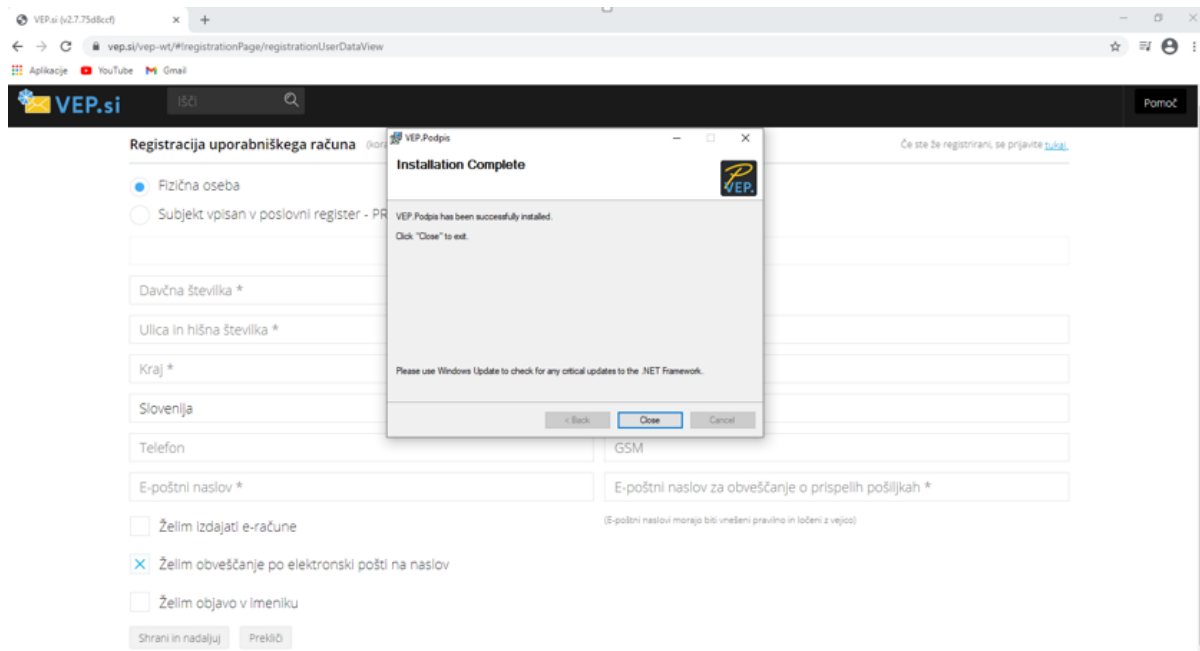 VEP.si (v2.7.75d8ccf)
vep.si/vep-wt/#!registrationPage/registrationUserDataView
Aplikacije YouTube Gmail
VEP.si Išči Pomoč
Registracija uporabniškega računa
Če ste že registrirani, se prijavite tukaj.
Fizična oseba
Subjekt vpisan v poslovni register - PR
Davčna številka *
Ulica in hišna številka *
Kraj *
Slovenija
Telefon
GSM
E-poštni naslov *
E-poštni naslov za obveščanje o prispelih pošiljkah *
(E-poštni naslovi morajo biti vnešeni pravilno in ločeni z vejico)
Želim izdajati e-račune
Želim obveščanje po elektronski pošti na naslov
Želim objavo v imeniku
Shrani in nadaljuj Prekliči
VEP.Podpis
Installation Complete
VEP.
VEP.Podpis has been successfully installed.
Click "Close" to exit.
Please use Windows Update to check for any critical updates to the .NET Framework.
< Back Close Cancel